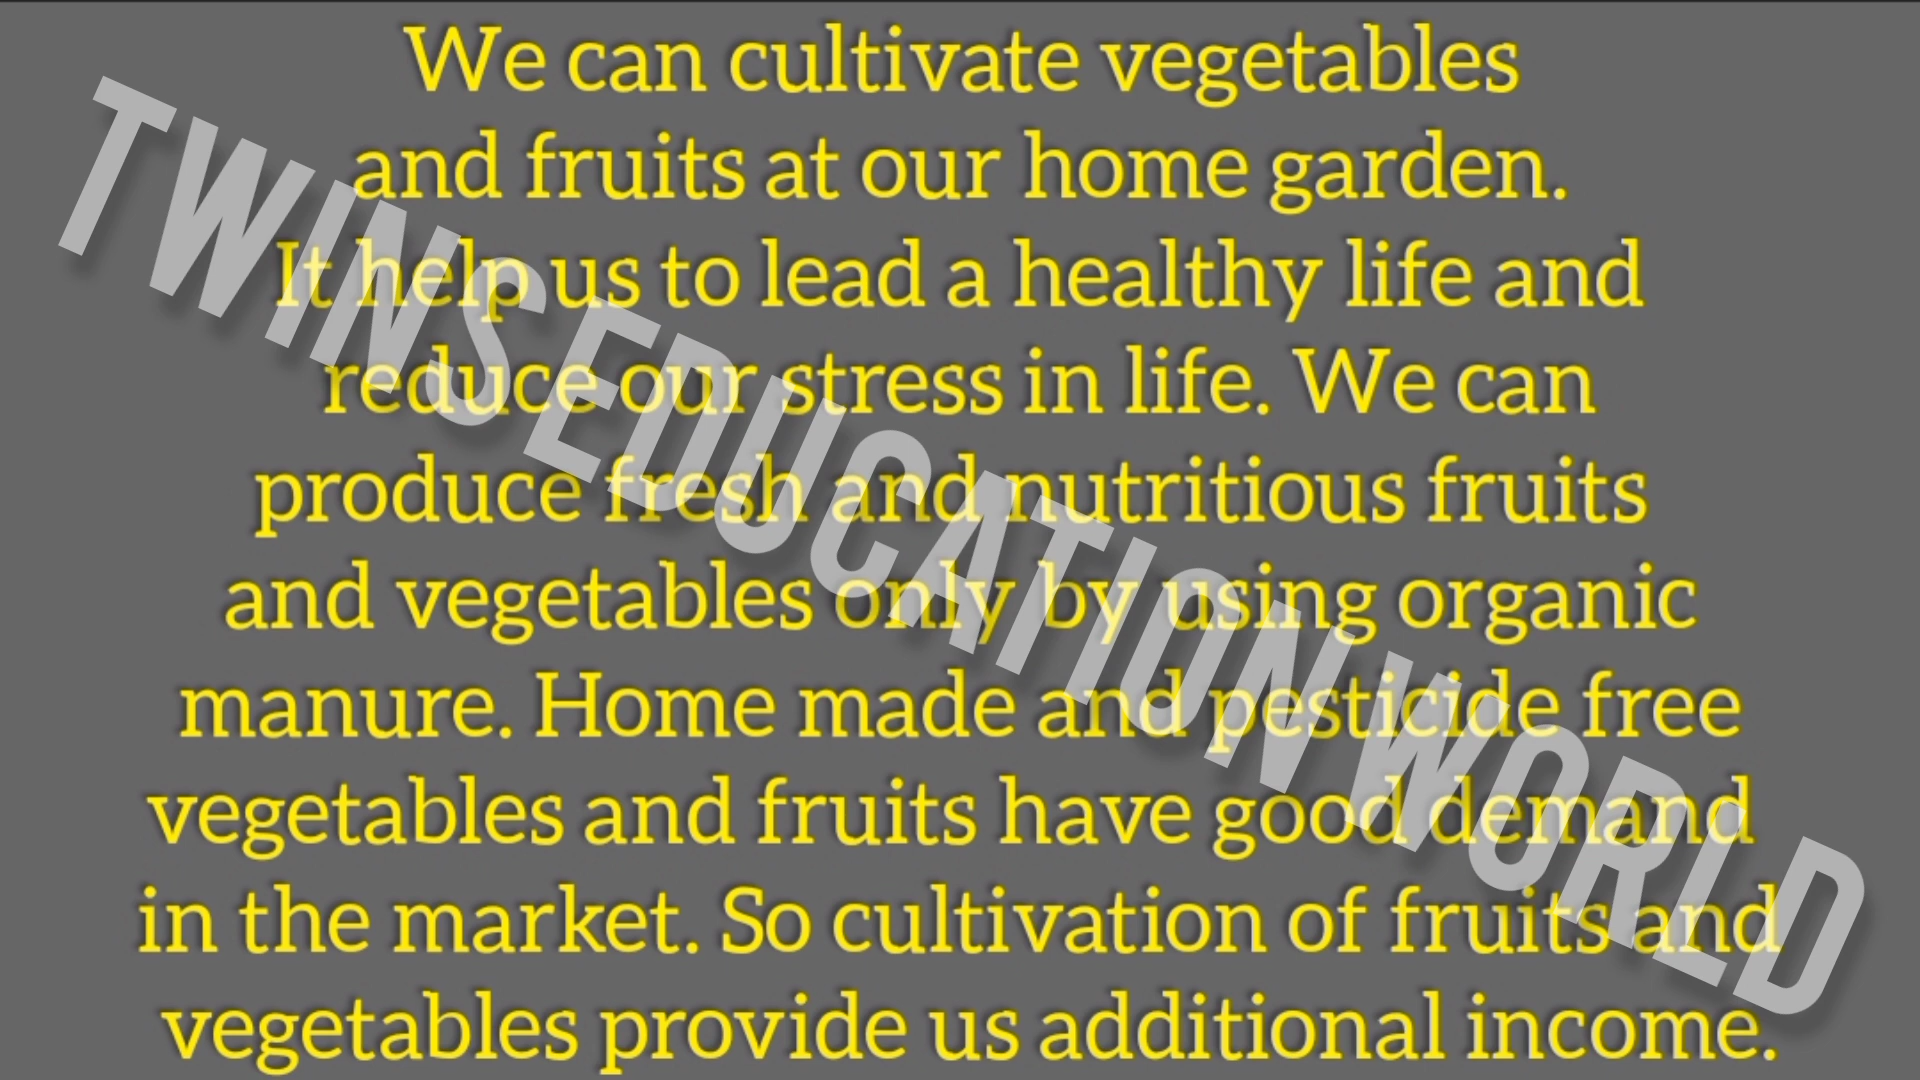 We can cultivate vegetables
and fruits at our home garden.
It help us to lead a healthy life and
reduce our stress in life. We can
produce fresh and nutritious fruits
and vegetables only by using organic
manure. Home made and pesticide free
vegetables and fruits have good demand
in the market. So cultivation of fruits and
vegetables provide us additional income.
TWINS EDUCATION WORLD